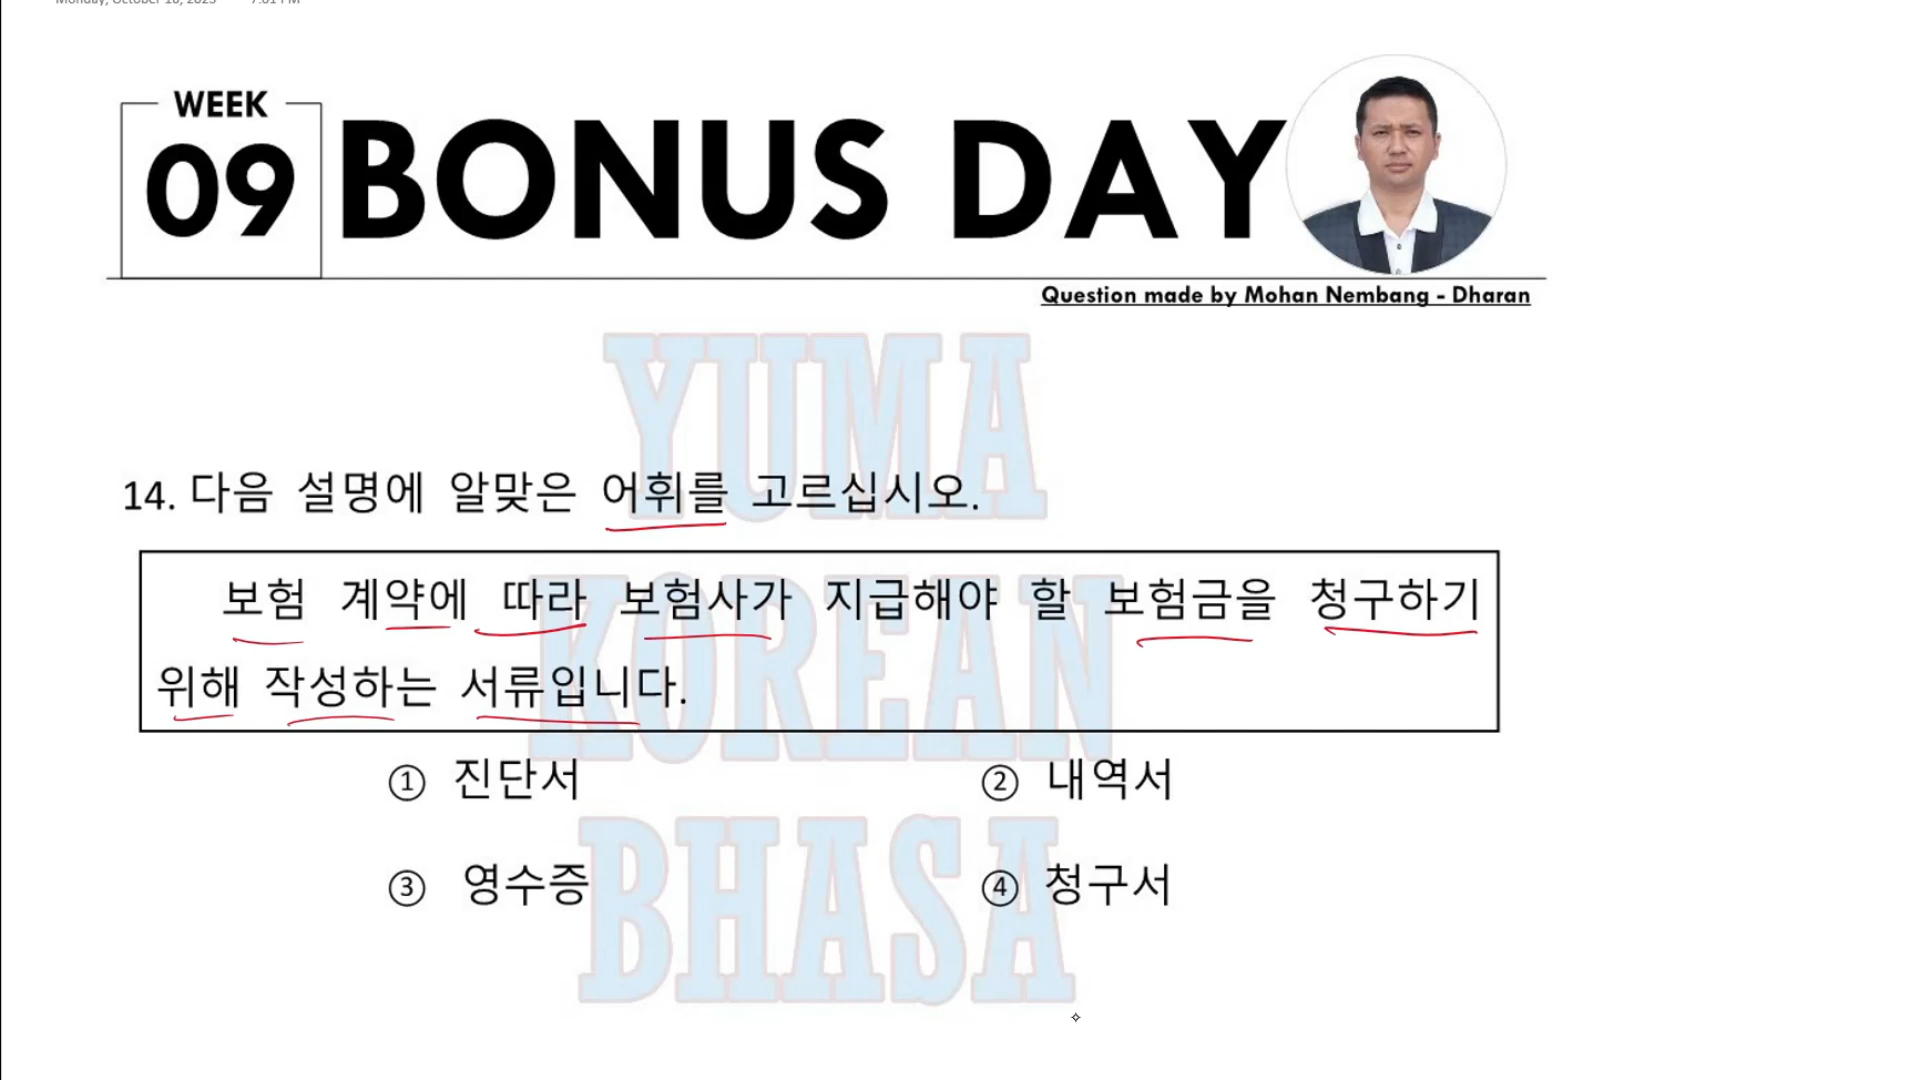 WEEK
09
BONUS DAY
Question made by Mohan Nembang - Dharan
YUMA
KOREAN
BHASA
14. 다음 설명에 알맞은 어휘를 고르십시오.
보험 계약에 따라 보험사가 지급해야 할 보험금을 청구하기
위해 작성하는 서류입니다.
① 진단서 ② 내역서
③ 영수증 ④ 청구서